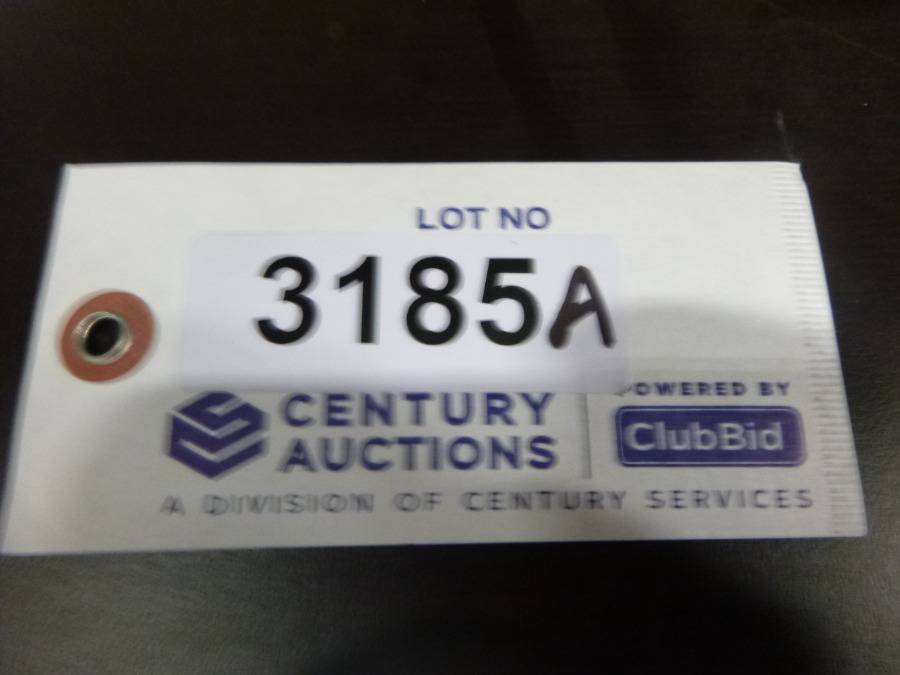 LOT NO
3185A
CENTURY
AUCTIONS
POWERED BY
ClubBid
A DIVISION OF CENTURY SERVICES